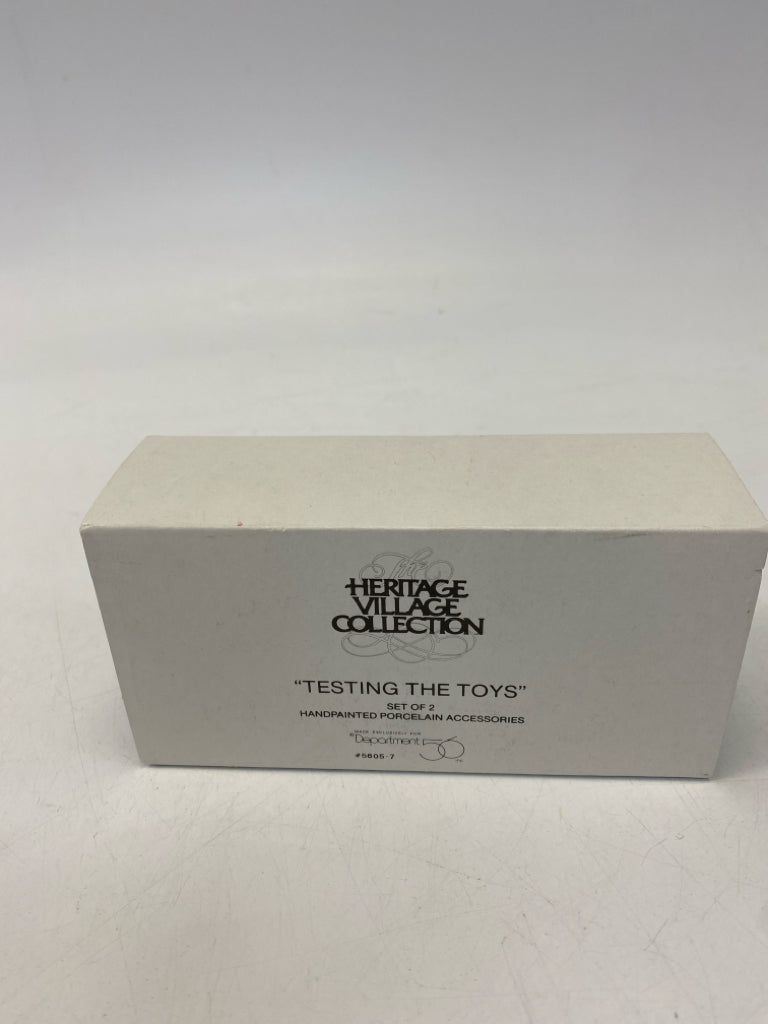 The
HERITAGE
VILLAGE
COLLECTION
"TESTING THE TOYS"
SET OF 2
HANDPAINTED PORCELAIN ACCESSORIES
MADE EXCLUSIVELY FOR
Department 56
#5605-7